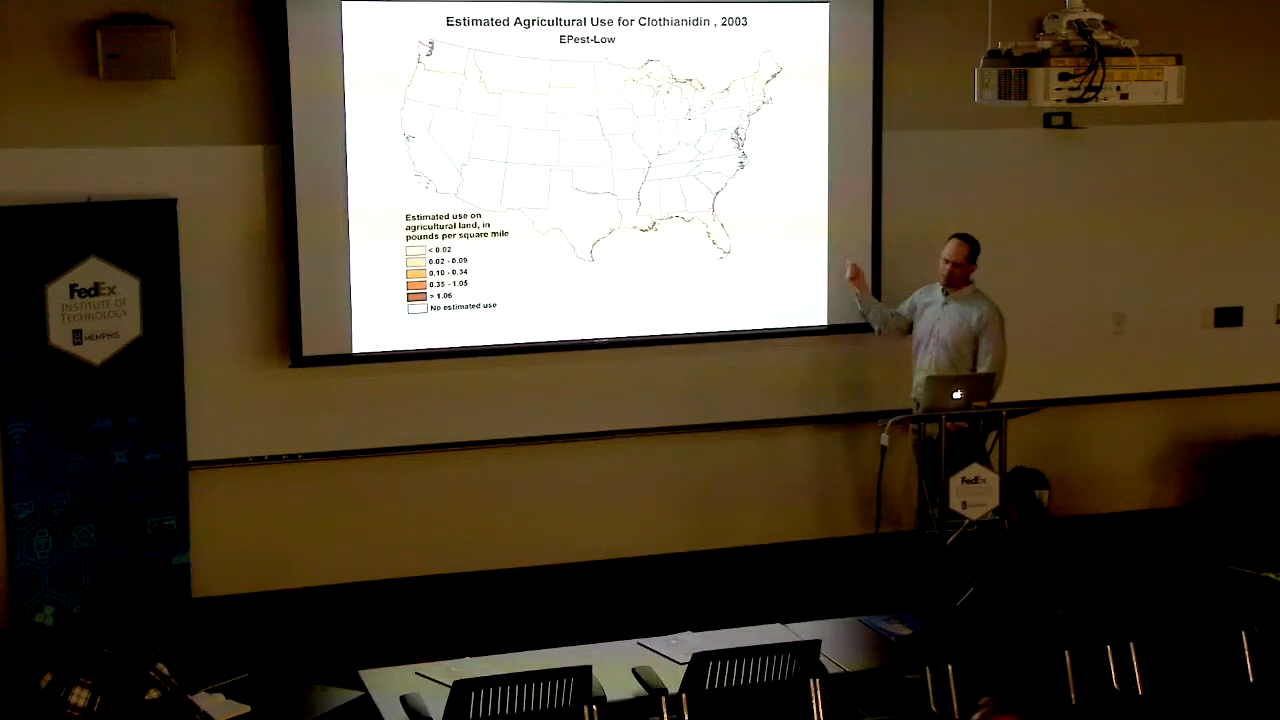 Estimated Agricultural Use for Clothianidin , 2003
EPest-Low
Estimated use on
agricultural land, in
pounds per square mile
< 0.02
0.02 - 0.09
0.10 - 0.34
0.35 - 1.05
> 1.06
No estimated use
FedEx
INSTITUTE OF
TECHNOLOGY
MEMPHIS
FedEx